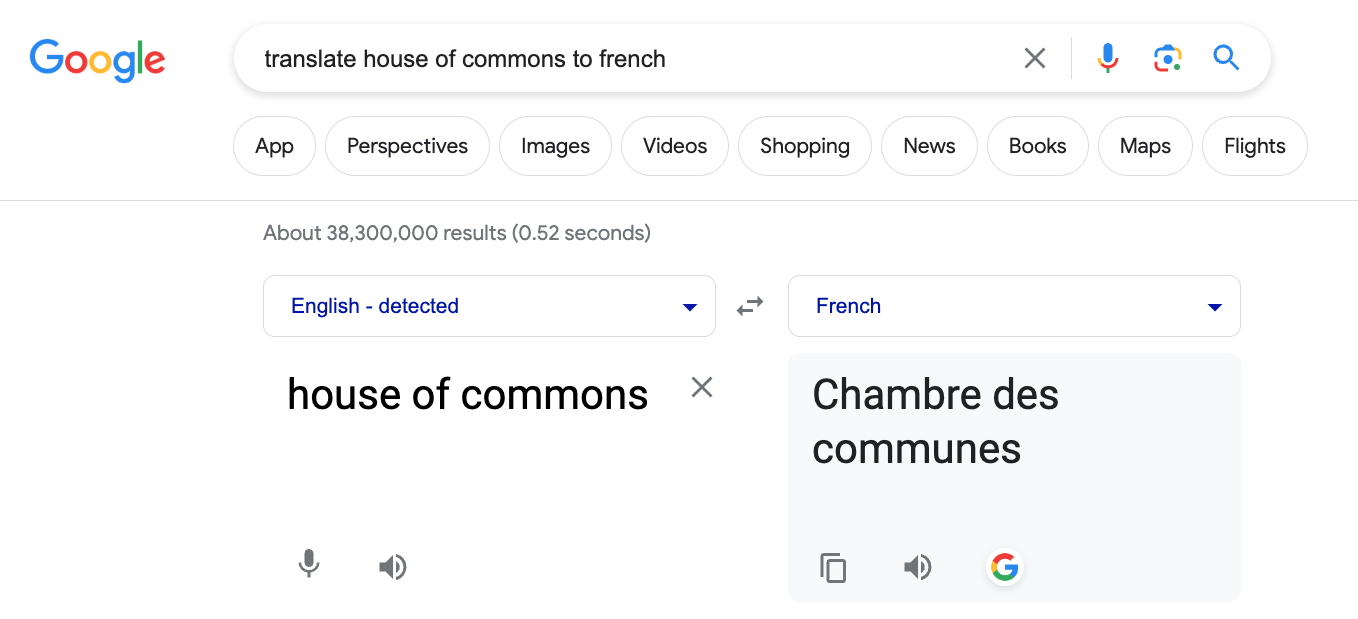 Google
translate house of commons to french
App Perspectives Images Videos Shopping News Books Maps Flights
About 38,300,000 results (0.52 seconds)
English - detected French
house of commons
Chambre des
communes